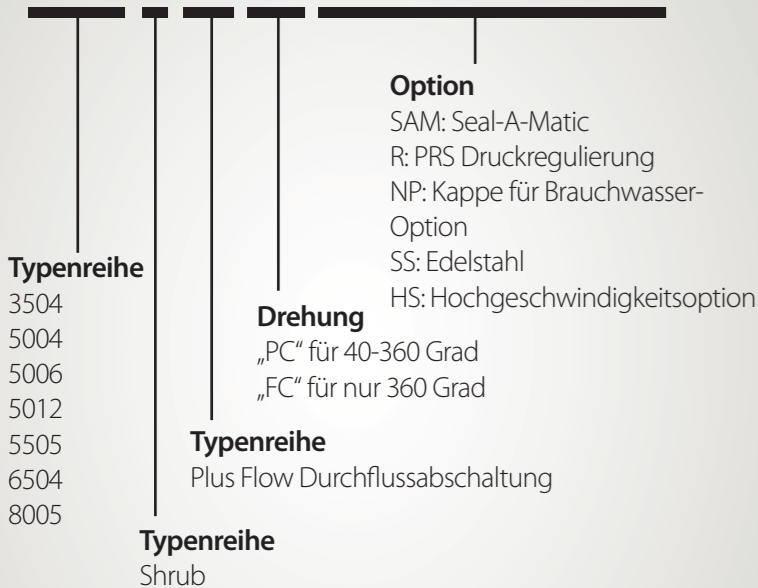 Option
SAM: Seal-A-Matic
R: PRS Druckregulierung
NP: Kappe für Brauchwasser-
Option
SS: Edelstahl
HS: Hochgeschwindigkeitsoption
Typenreihe
3504
5004
5006
5012
5505
6504
8005
Drehung
„PC“ für 40-360 Grad
„FC“ für nur 360 Grad
Typenreihe
Plus Flow Durchflussabschaltung
Typenreihe
Shrub